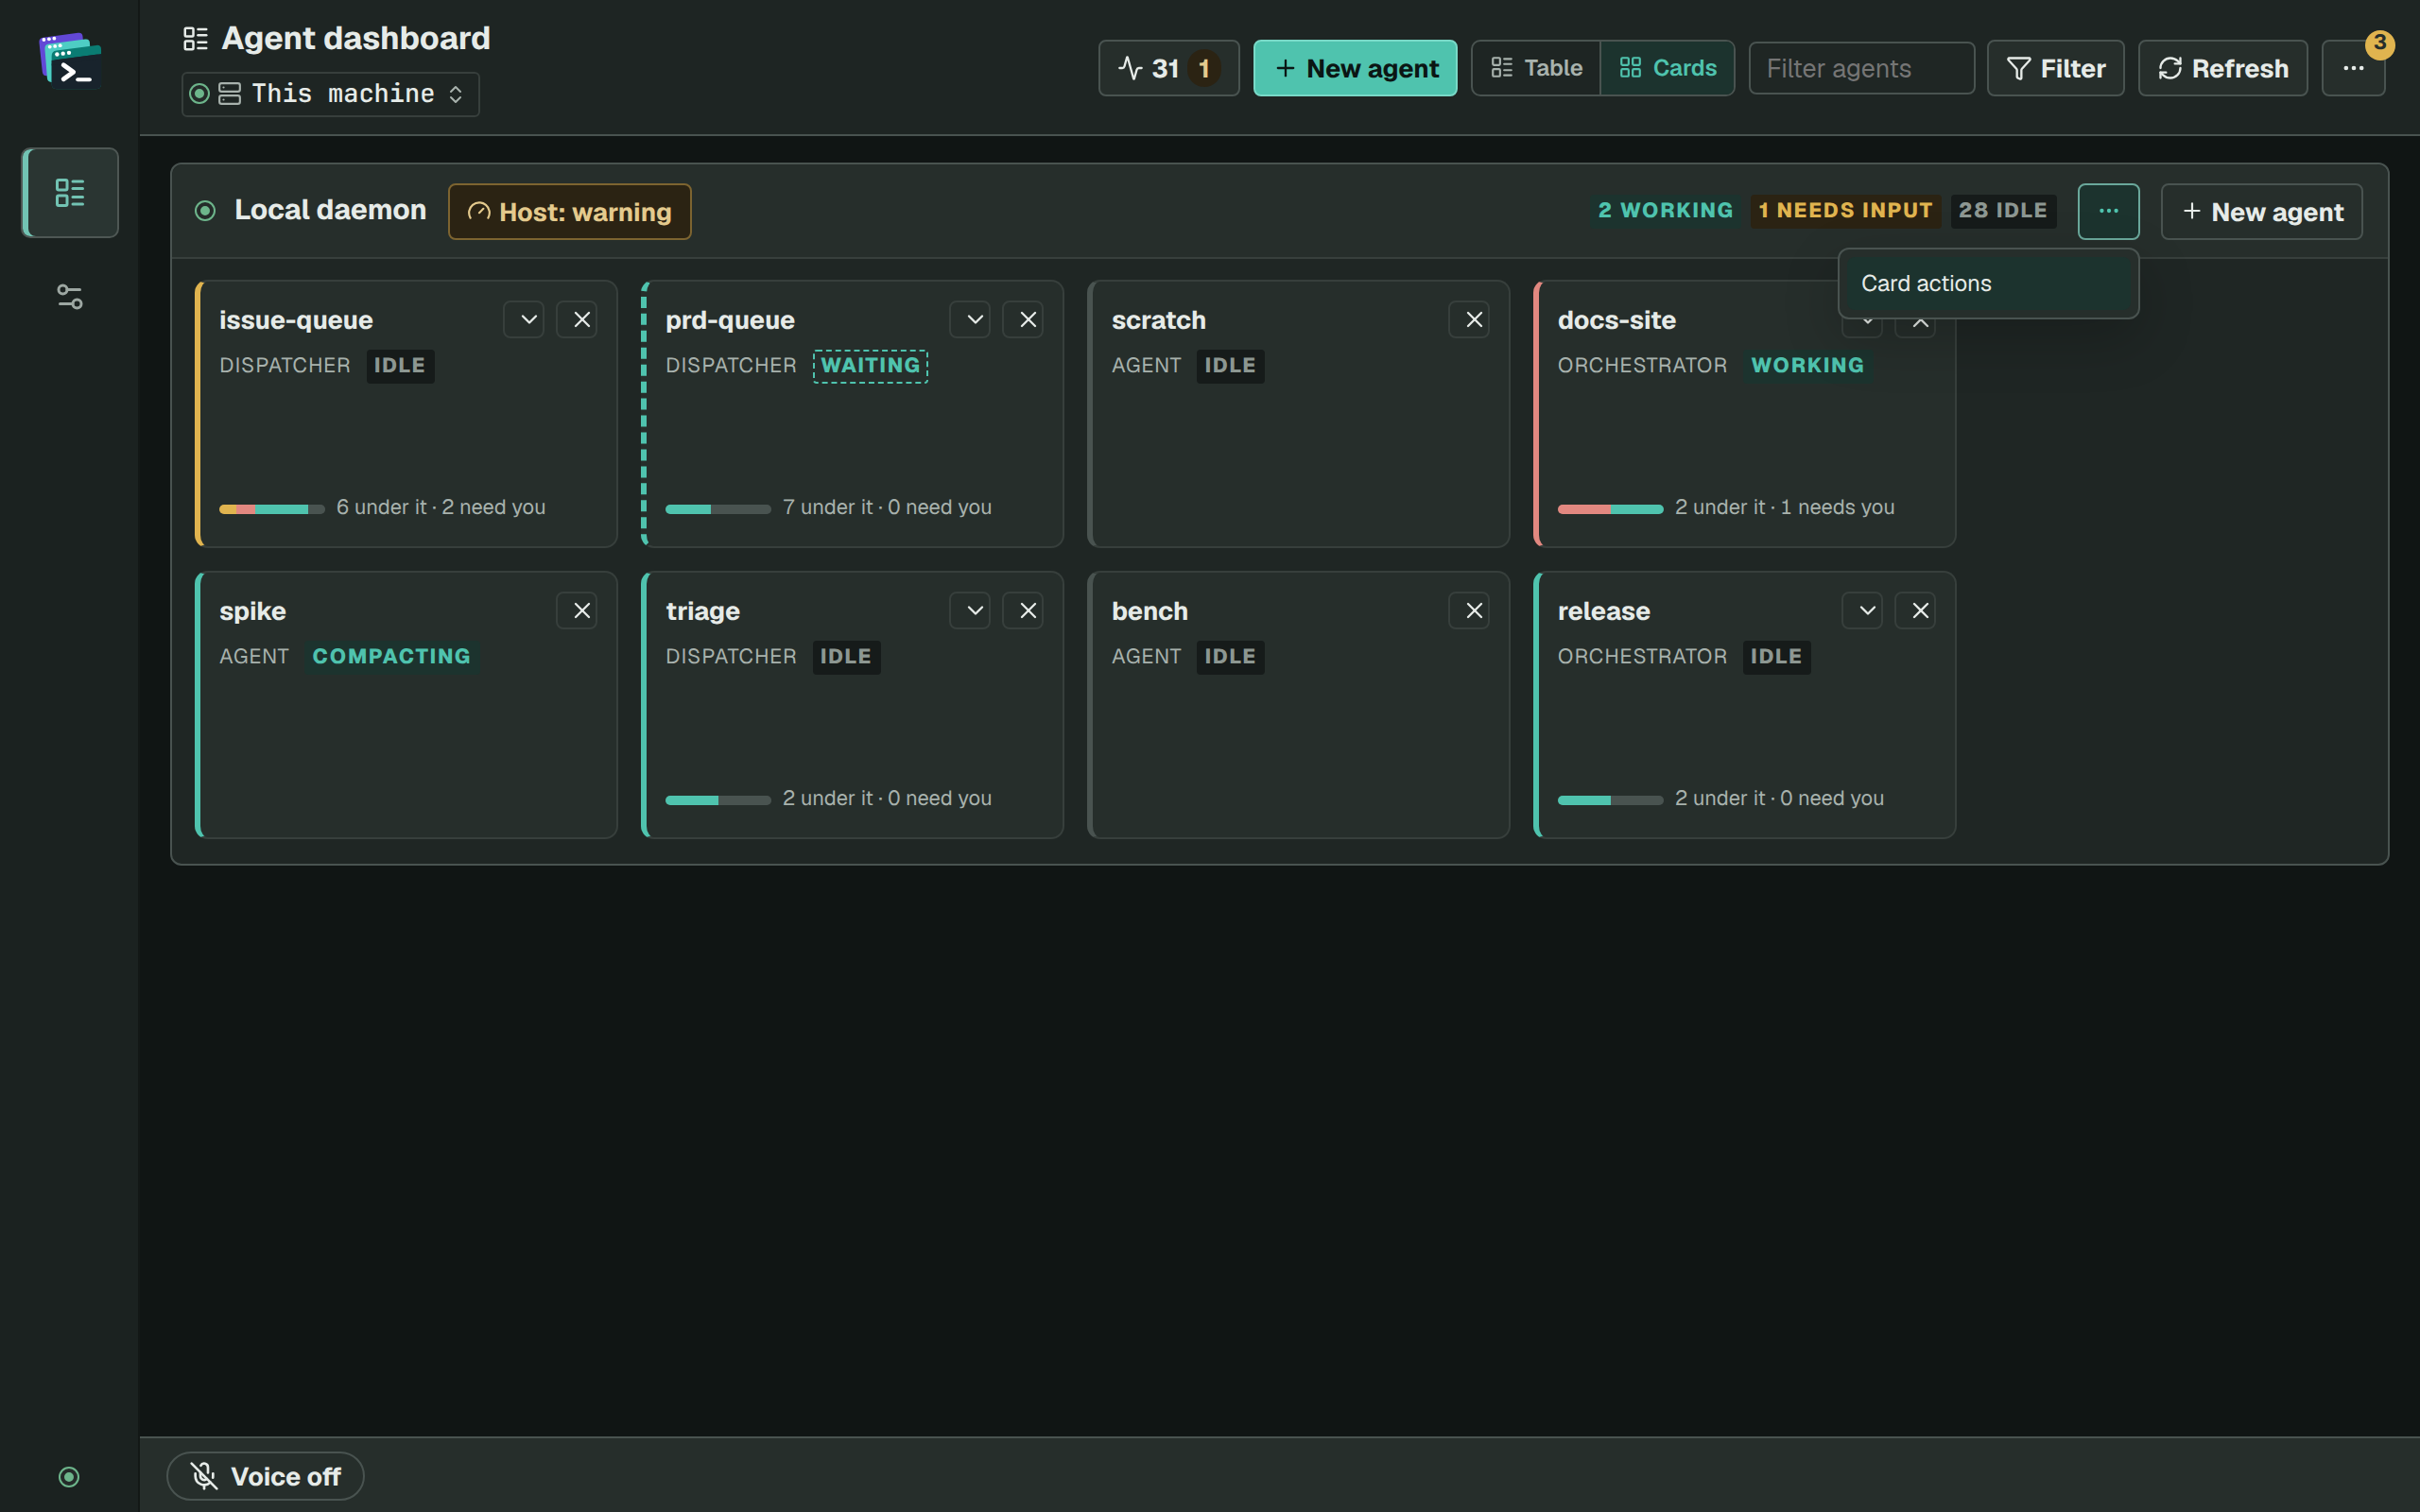 Agent dashboard
This machine
31 1
New agent
Table
Cards
Filter agents
Filter
Refresh
3
Local daemon
Host: warning
2 WORKING
1 NEEDS INPUT
28 IDLE
New agent
Card actions
issue-queue
DISPATCHER IDLE
6 under it · 2 need you
prd-queue
DISPATCHER WAITING
7 under it · 0 need you
scratch
AGENT IDLE
docs-site
ORCHESTRATOR WORKING
2 under it · 1 needs you
spike
AGENT COMPACTING
triage
DISPATCHER IDLE
2 under it · 0 need you
bench
AGENT IDLE
release
ORCHESTRATOR IDLE
2 under it · 0 need you
Voice off